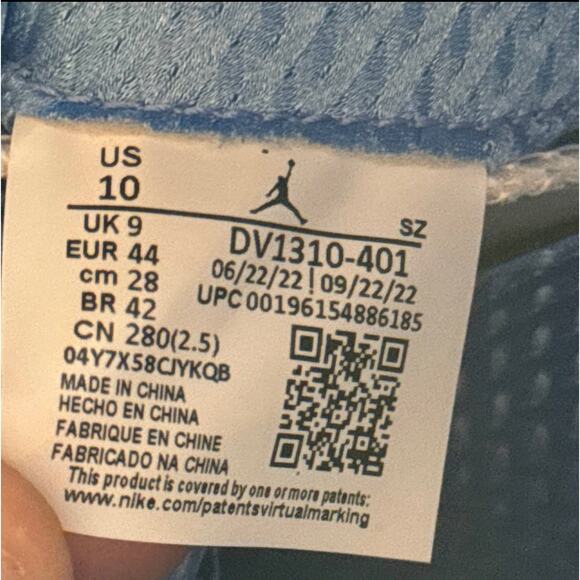 US
10
SZ
UK 9
DV1310-401
EUR 44
06/22/22 | 09/22/22
cm 28
UPC 00196154886185
BR 42
CN 280(2.5)
04Y7X58CJYKQB
MADE IN CHINA
HECHO EN CHINA
FABRIQUE EN CHINE
FABRICADO NA CHINA
This product is covered by one or more patents:
www.nike.com/patentsvirtualmarking